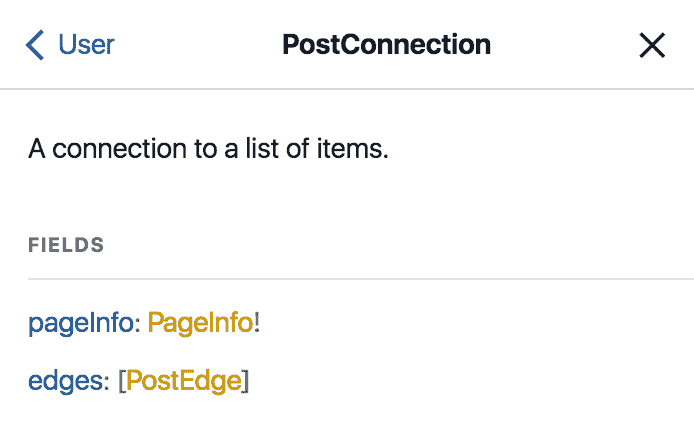 User
PostConnection
A connection to a list of items.
FIELDS
pageInfo: PageInfo!
edges: [PostEdge]